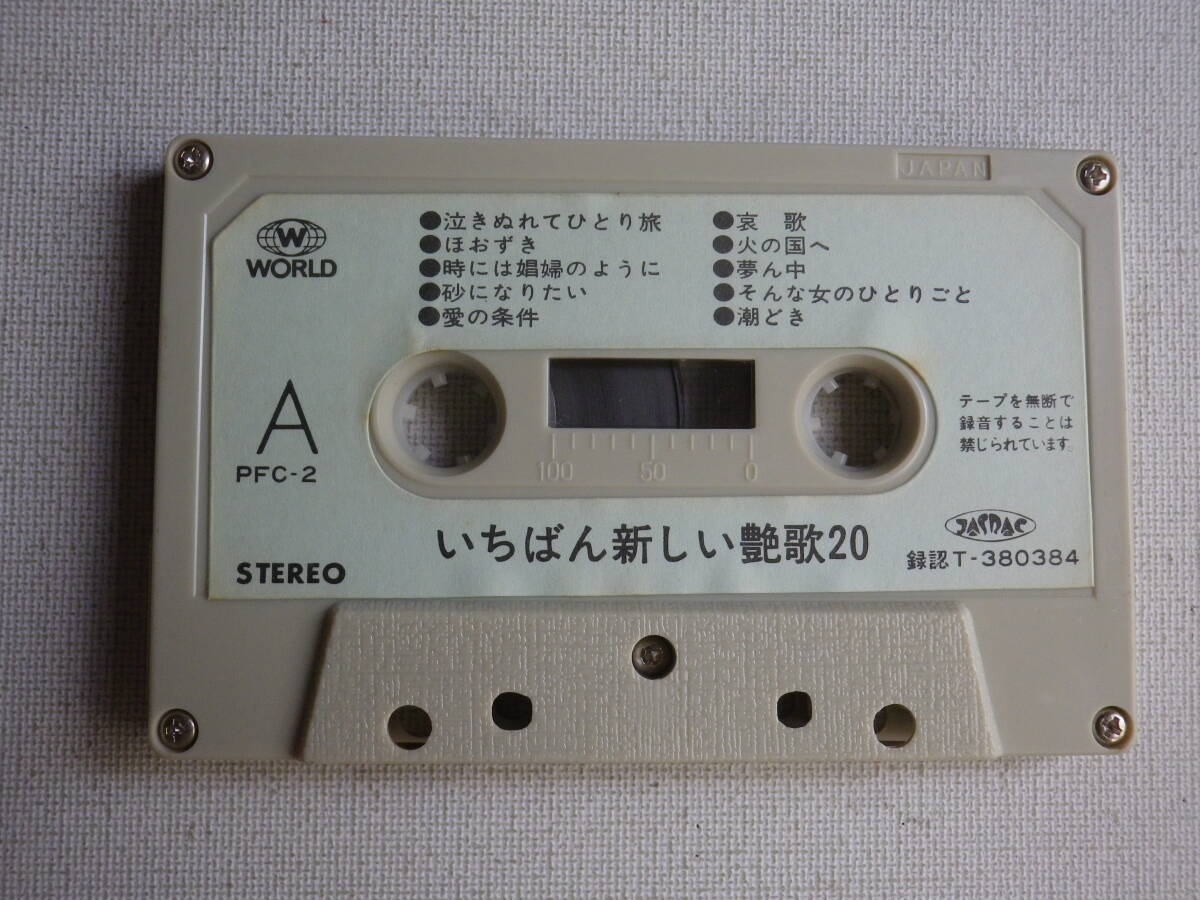 JAPAN
W
WORLD
●泣きぬれてひとり旅
●ほおずき
●時には娼婦のように
●砂になりたい
●愛の条件
●哀 歌
●火の国へ
●夢ん中
●そんな女のひとりごと
●潮どき
A
PFC-2
STEREO
100 50 0
テープを無断で
録音することは
禁じられています。
いちばん新しい艶歌20
JASRAC
録認T-380384